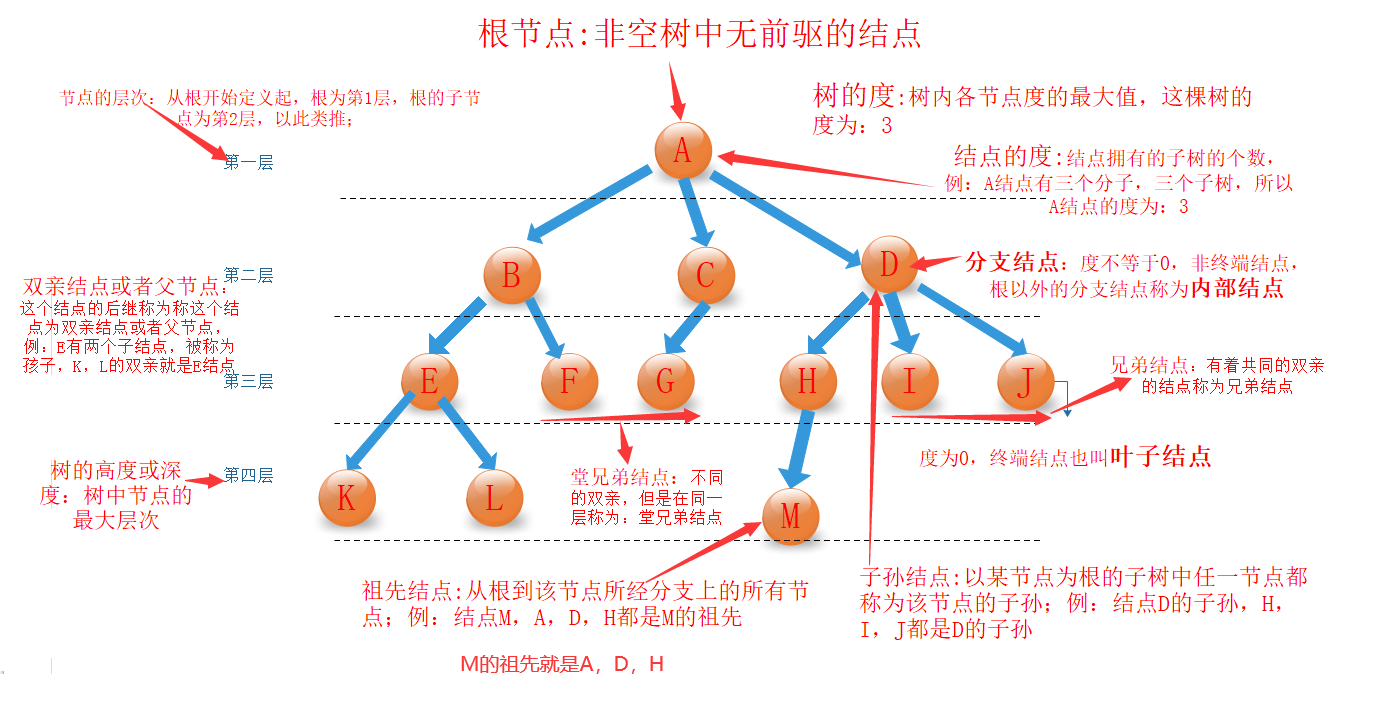 根节点:非空树中无前驱的结点
节点的层次：从根开始定义起，根为第1层，根的子节
点为第2层，以此类推；
树的度:树内各节点度的最大值，这棵树的
度为：3
第一层
A
结点的度:结点拥有的子树的个数，
例：A结点有三个分子，三个子树，所以
A结点的度为：3
第二层
B
C
D
分支结点：度不等于0，非终端结点，
根以外的分支结点称为内部结点
双亲结点或者父节点：
这个结点的后继称为称这个结
点为双亲结点或者父节点，
例：E有两个子结点，被称为
孩子，K，L的双亲就是E结点
第三层
E
F
G
H
I
J
兄弟结点：有着共同的双亲
的结点称为兄弟结点
度为0，终端结点也叫叶子结点
树的高度或深
度：树中节点的
最大层次
第四层
K
L
M
堂兄弟结点：不同
的双亲，但是在同一
层称为：堂兄弟结点
祖先结点:从根到该节点所经分支上的所有节
点；例：结点M，A，D，H都是M的祖先
子孙结点:以某节点为根的子树中任一节点都
称为该节点的子孙；例：结点D的子孙，H，
I，J都是D的子孙
M的祖先就是A，D，H